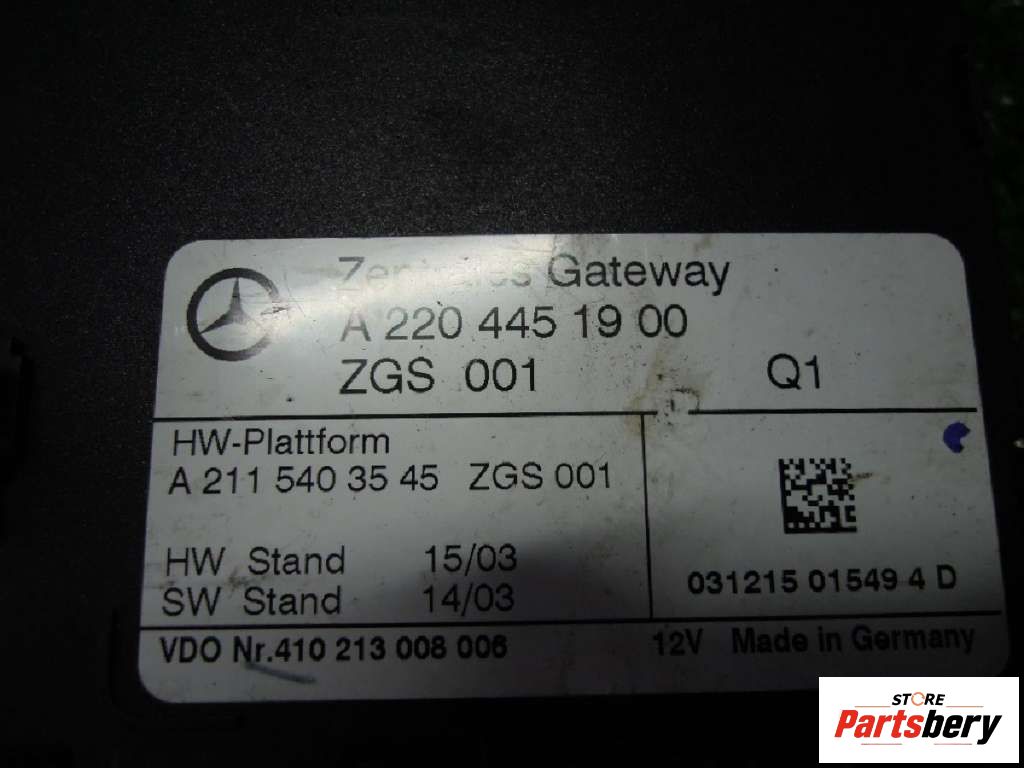 Zentrales Gateway
A 220 445 19 00
ZGS 001 Q1
HW-Plattform
A 211 540 35 45 ZGS 001
HW Stand 15/03
SW Stand 14/03
031215 01549 4 D
VDO Nr.410 213 008 006 12V Made in Germany
STORE
Partsbery